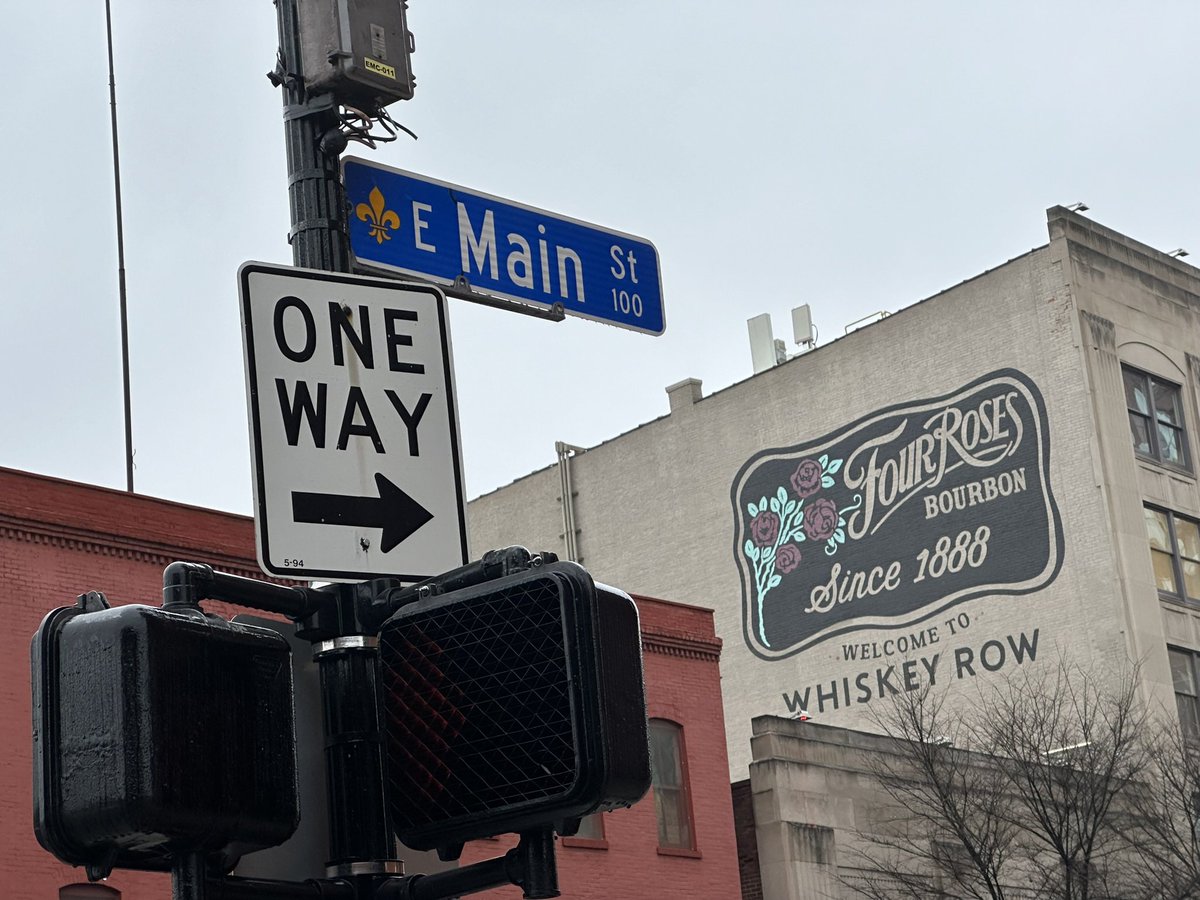 EMC-011
E Main St
100
ONE
WAY
5-94
Four Roses
BOURBON
Since 1888
WELCOME TO
WHISKEY ROW